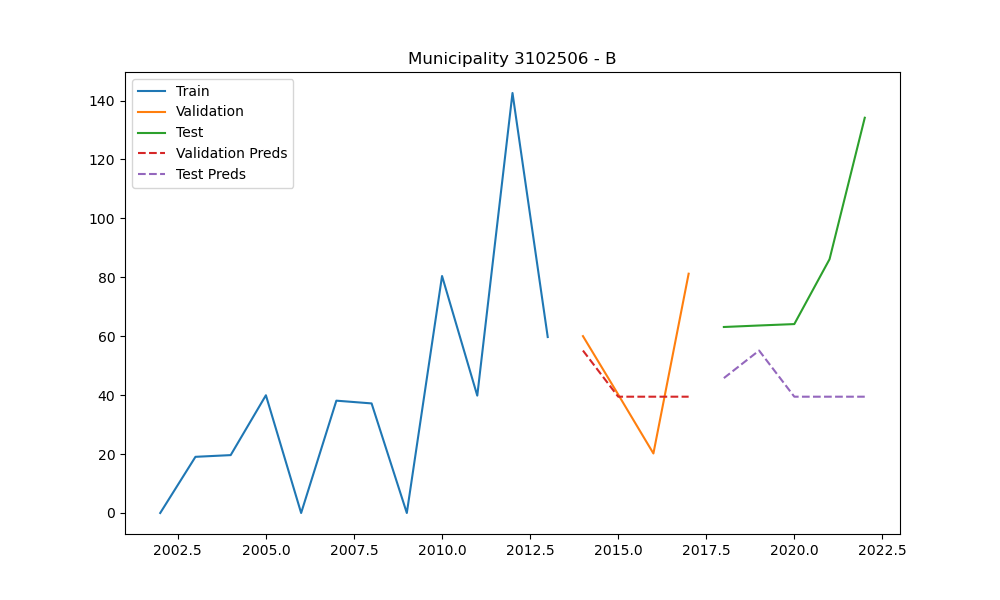 Municipality 3102506 - B
Train
Validation
Test
Validation Preds
Test Preds
140
120
100
80
60
40
20
0
2002.5 2005.0 2007.5 2010.0 2012.5 2015.0 2017.5 2020.0 2022.5